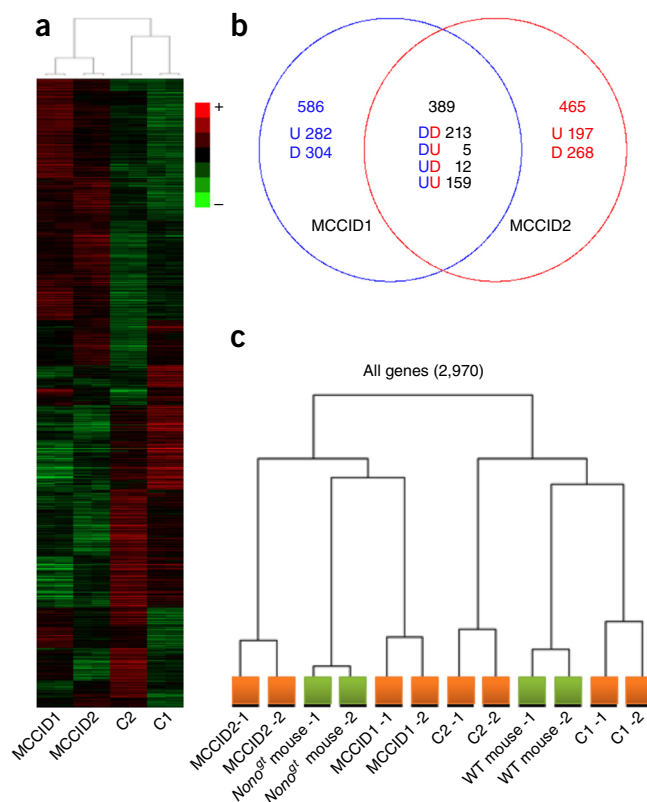 a
+
–
MCCID1
MCCID2
C2
C1
b
586
U 282
D 304
389
DD 213
DU 5
UD 12
UU 159
465
U 197
D 268
MCCID1
MCCID2
c
All genes (2,970)
MCCID2-1
MCCID2-2
Nonogt mouse-1
Nonogt mouse-2
MCCID1-1
MCCID1-2
C2-1
C2-2
WT mouse-1
WT mouse-2
C1-1
C1-2